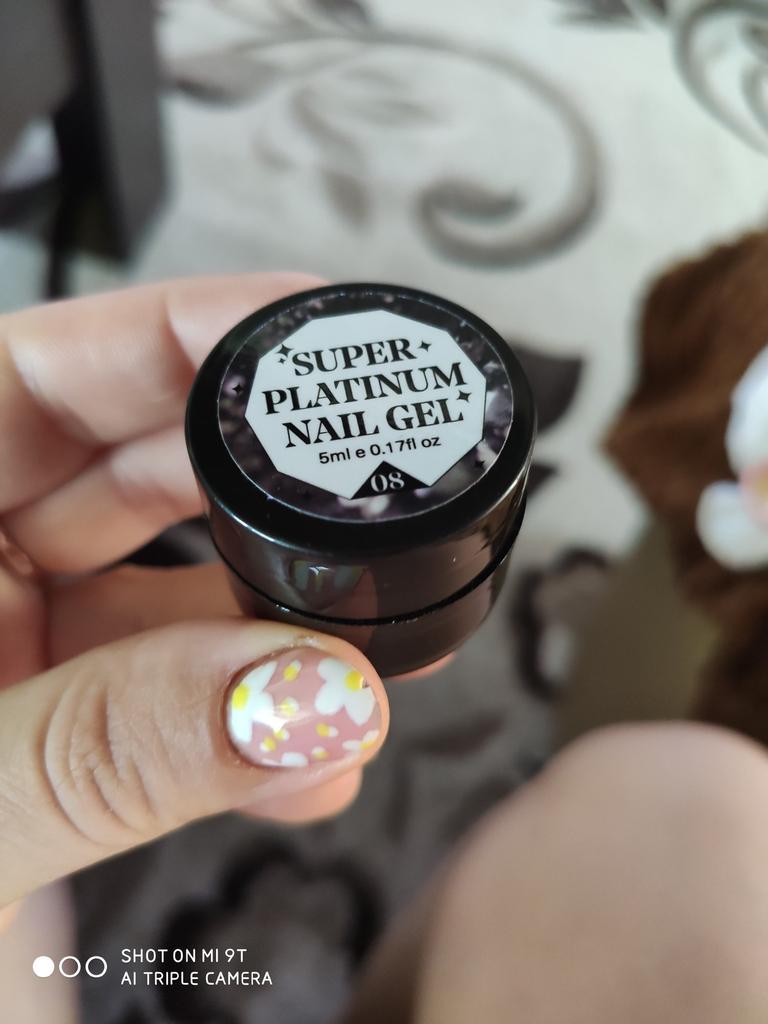 SUPER
PLATINUM
NAIL GEL
5ml e 0.17fl oz
08
SHOT ON MI 9T
AI TRIPLE CAMERA